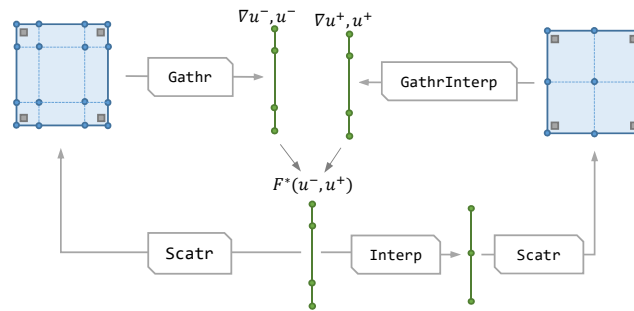 ∇u⁻,u⁻
∇u⁺,u⁺
Gathr
GathrInterp
F*(u⁻,u⁺)
Scatr
Interp
Scatr